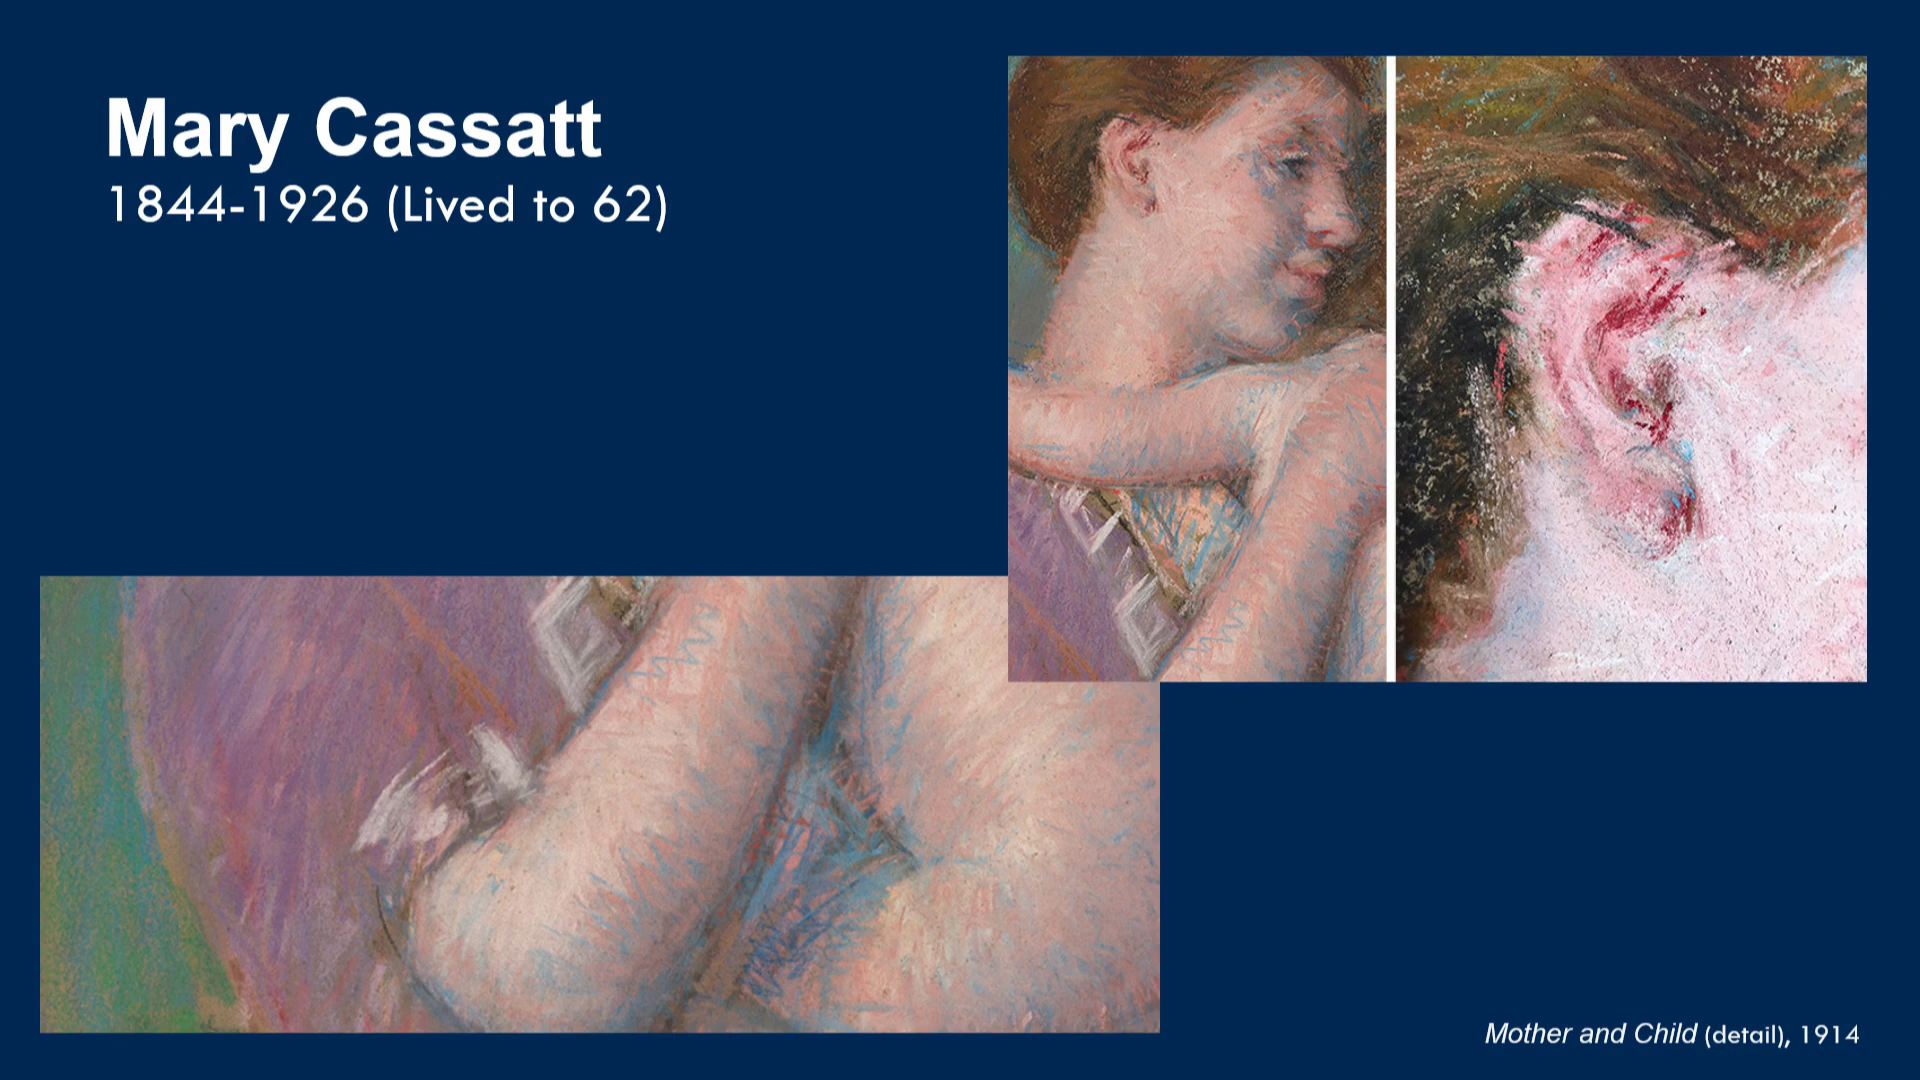 Mary Cassatt
1844-1926 (Lived to 62)
Mother and Child (detail), 1914